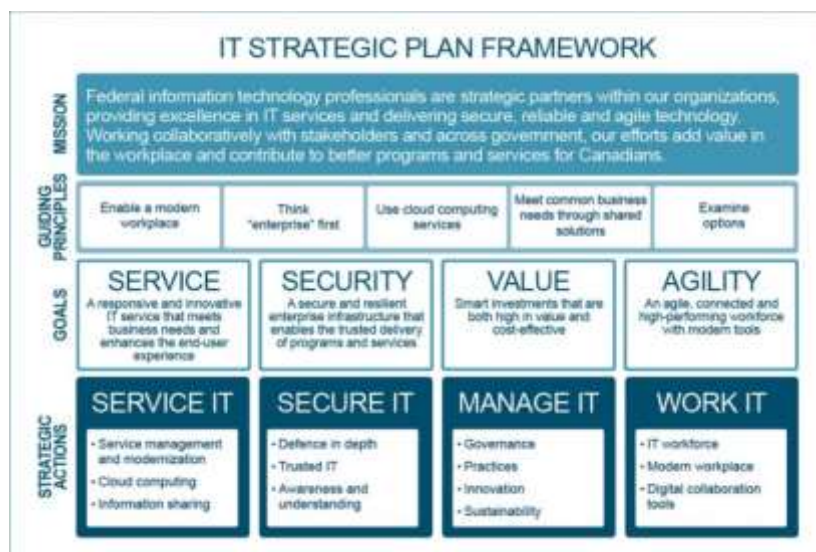 IT STRATEGIC PLAN FRAMEWORK
MISSION
Federal information technology professionals are strategic partners within our organizations,
providing excellence in IT services and delivering secure, reliable and agile technology.
Working collaboratively with stakeholders and across government, our efforts add value in
the workplace and contribute to better programs and services for Canadians.
GUIDING
PRINCIPLES
Enable a modern
workplace
Think
"enterprise" first
Use cloud computing
services
Meet common business
needs through shared
solutions
Examine
options
GOALS
SERVICE
A responsive and innovative
IT service that meets
business needs and
enhances the end-user
experience
SECURITY
A secure and resilient
enterprise infrastructure that
enables the trusted delivery
of programs and services
VALUE
Smart investments that are
both high in value and
cost-effective
AGILITY
An agile, connected and
high-performing workforce
with modern tools
STRATEGIC
ACTIONS
SERVICE IT
• Service management
and modernization
• Cloud computing
• Information sharing
SECURE IT
• Defence in depth
• Trusted IT
• Awareness and
understanding
MANAGE IT
• Governance
• Practices
• Innovation
• Sustainability
WORK IT
• IT workforce
• Modern workplace
• Digital collaboration
tools